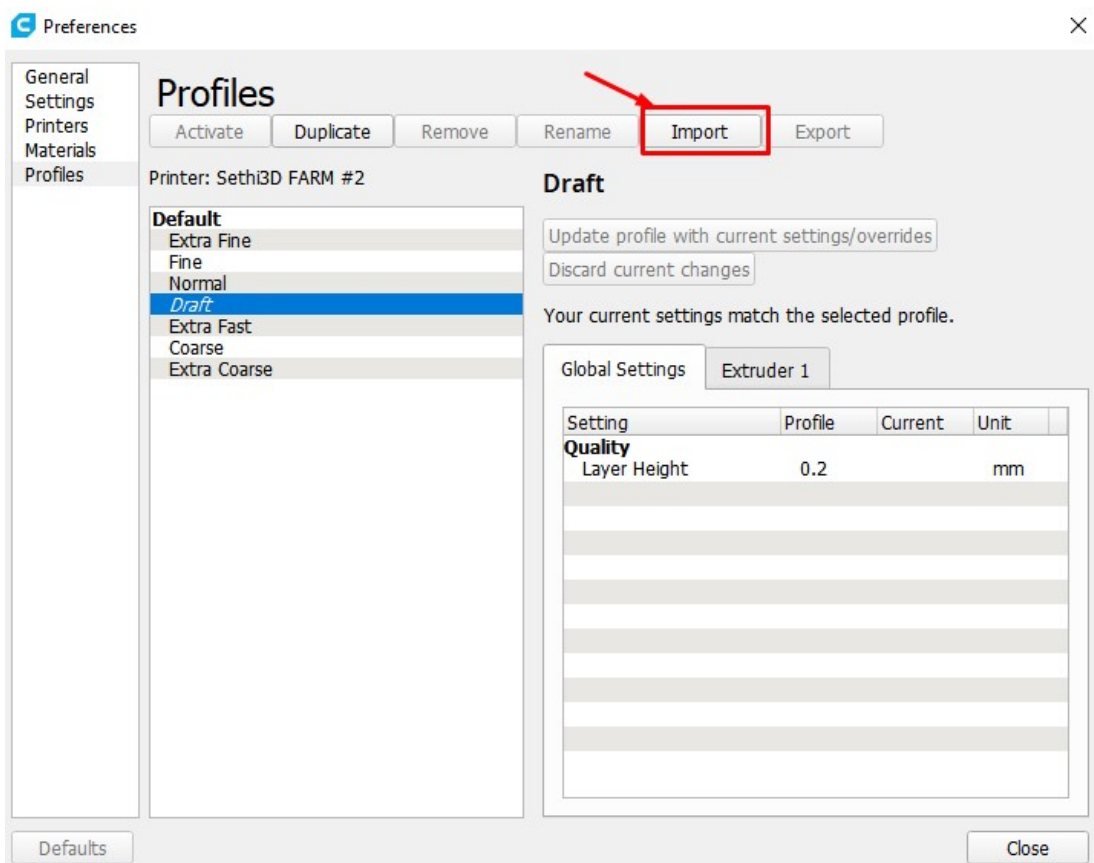 Preferences
General
Settings
Printers
Materials
Profiles
Profiles
Activate Duplicate Remove Rename Import Export
Printer: Sethi3D FARM #2
Default
Extra Fine
Fine
Normal
Draft
Extra Fast
Coarse
Extra Coarse
Draft
Update profile with current settings/overrides
Discard current changes
Your current settings match the selected profile.
Global Settings Extruder 1
Setting Profile Current Unit
Quality
Layer Height 0.2 mm
Defaults Close